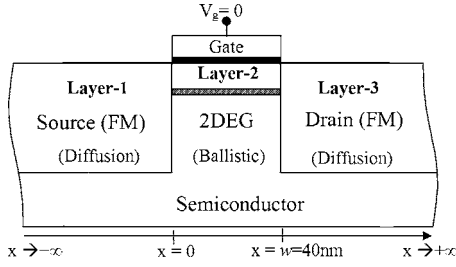 V_g = 0
Gate
Layer-1 Layer-2 Layer-3
Source (FM) 2DEG Drain (FM)
(Diffusion) (Ballistic) (Diffusion)
Semiconductor
x→−∞ x = 0 x = w=40nm x→+∞